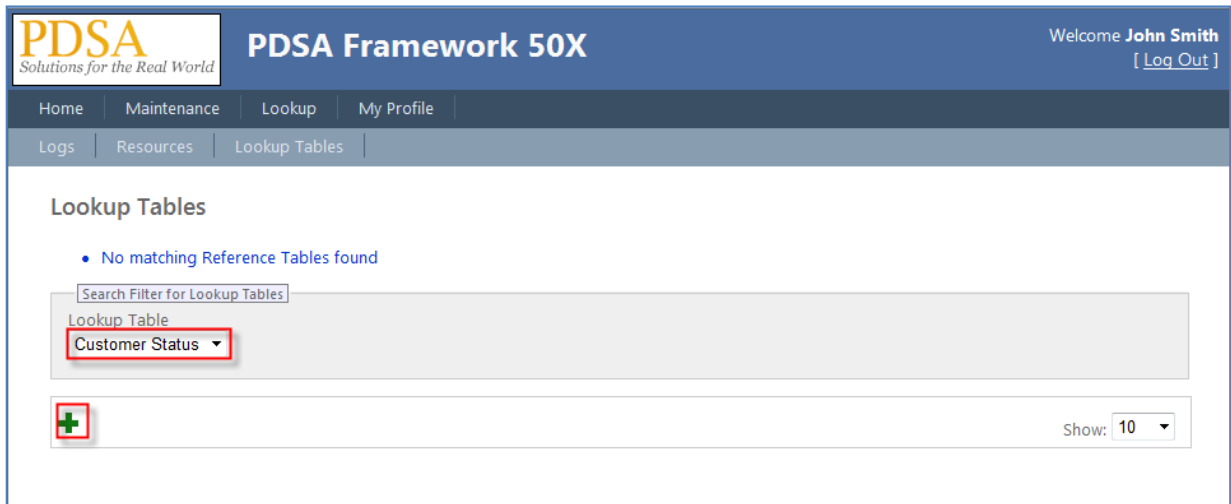 PDSA
Solutions for the Real World
PDSA Framework 50X
Welcome John Smith
[ Log Out ]
Home Maintenance Lookup My Profile
Logs Resources Lookup Tables
Lookup Tables
• No matching Reference Tables found
Search Filter for Lookup Tables
Lookup Table
Customer Status
Show: 10